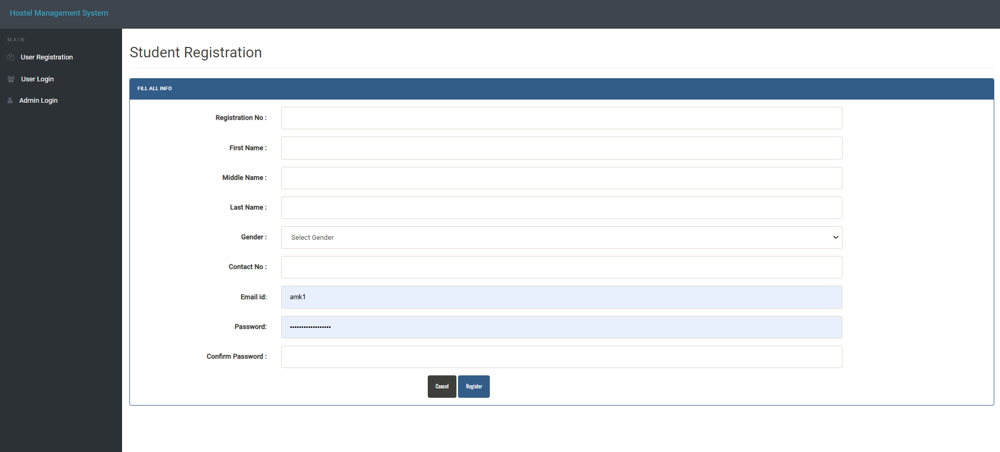 Hostel Management System
MAIN
User Registration
User Login
Admin Login
Student Registration
FILL ALL INFO
Registration No :
First Name :
Middle Name :
Last Name :
Gender : Select Gender
Contact No :
Email id: amk1
Password: ••••••••••••••••••
Confirm Password :
Cancel Register